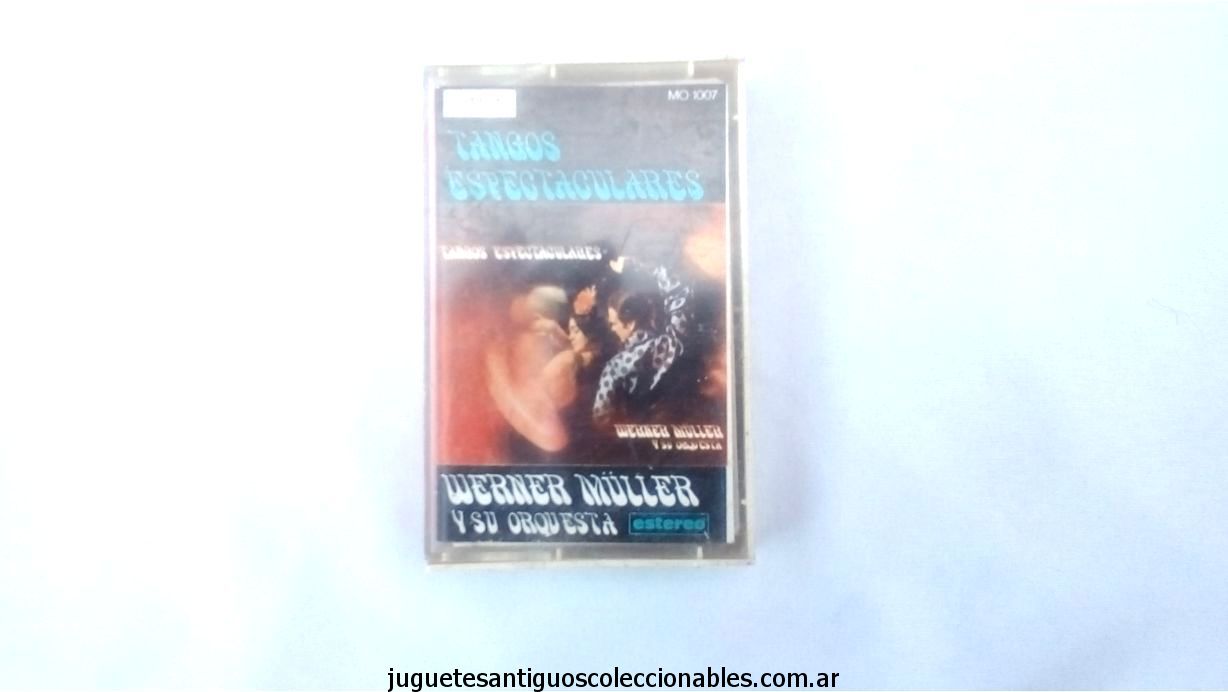 MO 1007
TANGOS
ESPECTACULARES
TANGOS ESPECTACULARES
WERNER MÜLLER
Y SU ORQUESTA
WERNER MÜLLER
Y SU ORQUESTA estereo
juguetesantiguoscoleccionables.com.ar